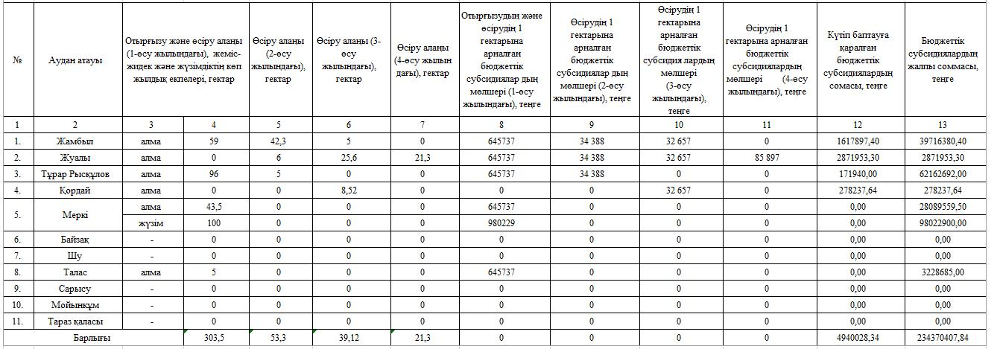 №
Аудан атауы
Отырғызу және өсіру алаңы
(1-өсу жылындағы), жеміс-
жидек және жүзімдіктің көп
жылдық екпелері, гектар
Өсіру алаңы
(2-өсу
жылындағы),
гектар
Өсіру алаңы (3-
өсу
жылындағы),
гектар
Өсіру алаңы
(4-өсу жылын
дағы), гектар
Отырғызудың және
өсірудің 1
гектарына
арналған
бюджеттік
субсидиялар дың
мөлшері (1-өсу
жылындағы), теңге
Өсірудің 1
гектарына
арналған
бюджеттік
субсидиялар дың
мөлшері (2-өсу
жылындағы), теңге
Өсірудің 1
гектарына
арналған
бюджеттік
субсидия лардың
мөлшері
(3-өсу
жылындағы),
теңге
Өсірудің 1
гектарына арналған
бюджеттік
субсидиялардың
мөлшері (4-өсу
жылындағы), теңге
Күтіп баптауға
қаралған
бюджеттік
субсидиялардың
сомасы, теңге
Бюджеттік
субсидиялардың
жалпы соммасы,
теңге
1 2 3 4 5 6 7 8 9 10 11 12 13
1. Жамбыл алма 59 42,3 5 0 645737 34 388 32 657 0 1617897,40 39716380,40
2. Жуалы алма 0 6 25,6 21,3 645737 34 388 32 657 85 897 2871953,30 2871953,30
3. Тұрар Рысқұлов алма 96 5 0 0 645737 34 388 0 0 171940,00 62162692,00
4. Қордай алма 0 0 8,52 0 0 0 32 657 0 278237,64 278237,64
5. Меркі алма 43,5 0 0 0 645737 0 0 0 0,00 28089559,50
жүзім 100 0 0 0 980229 0 0 0 0,00 98022900,00
6. Байзақ - 0 0 0 0 0 0 0 0 0,00 0,00
7. Шу - 0 0 0 0 0 0 0 0 0,00 0,00
8. Талас алма 5 0 0 0 645737 0 0 0 0,00 3228685,00
9. Сарысу - 0 0 0 0 0 0 0 0 0,00 0,00
10. Мойынкұм - 0 0 0 0 0 0 0 0 0,00 0,00
11. Тараз қаласы - 0 0 0 0 0 0 0 0 0,00 0,00
Барлығы 303,5 53,3 39,12 21,3 0 0 0 0 4940028,34 234370407,84